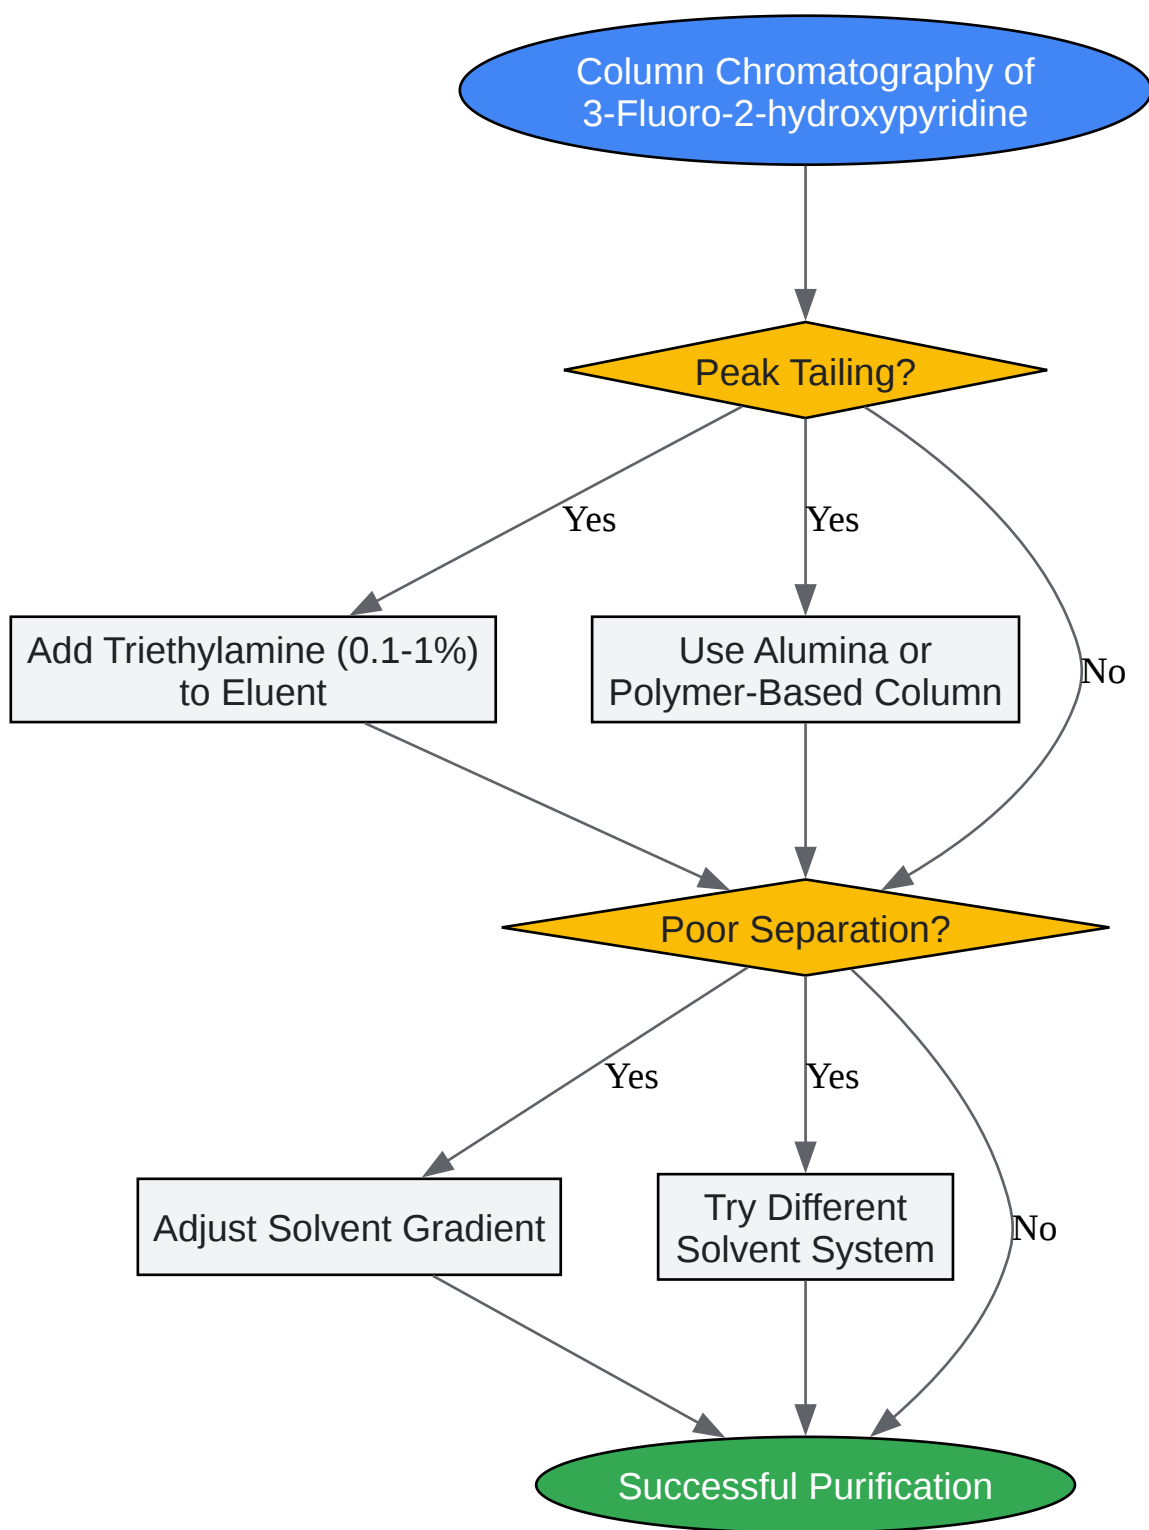 Column Chromatography of
3-Fluoro-2-hydroxypyridine
Peak Tailing?
Yes
Yes
Add Triethylamine (0.1-1%)
to Eluent
Use Alumina or
Polymer-Based Column
No
Poor Separation?
Yes
Yes
Adjust Solvent Gradient
Try Different
Solvent System
No
Successful Purification